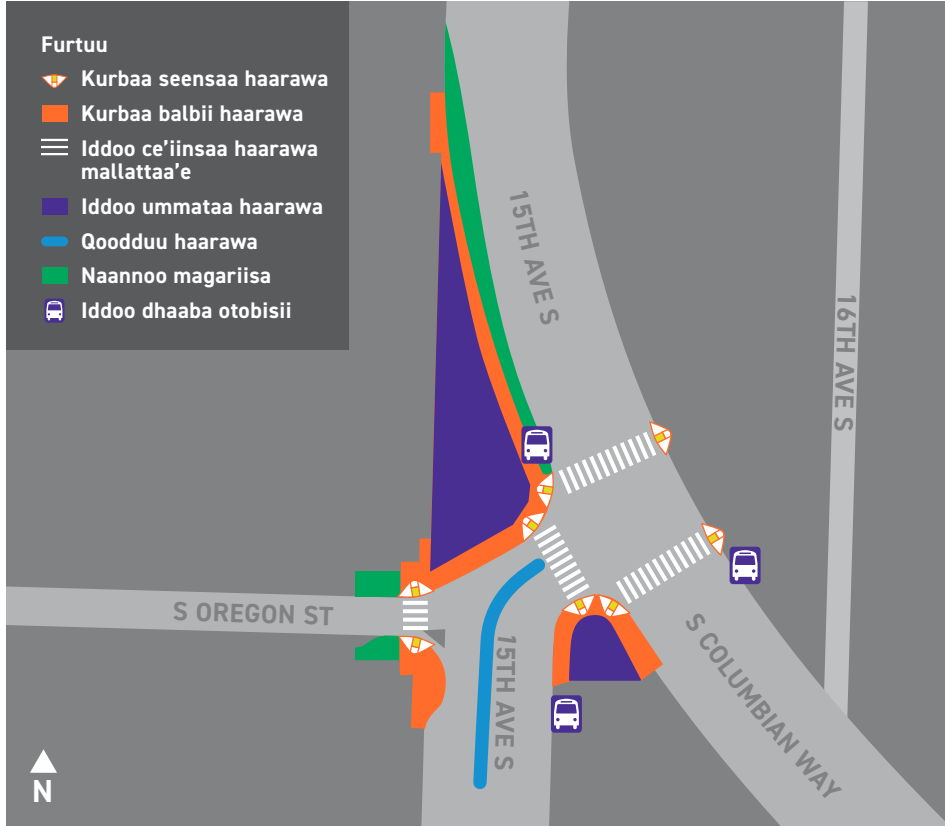 Furtuu
Kurbaa seensaa haarawa
Kurbaa balbii haarawa
Iddoo ce'iinsaa haarawa
mallattaa'e
Iddoo ummataa haarawa
Qoodduu haarawa
Naannoo magariisa
Iddoo dhaaba otobisii
15TH AVE S
16TH AVE S
S OREGON ST
15TH AVE S
S COLUMBIAN WAY
N